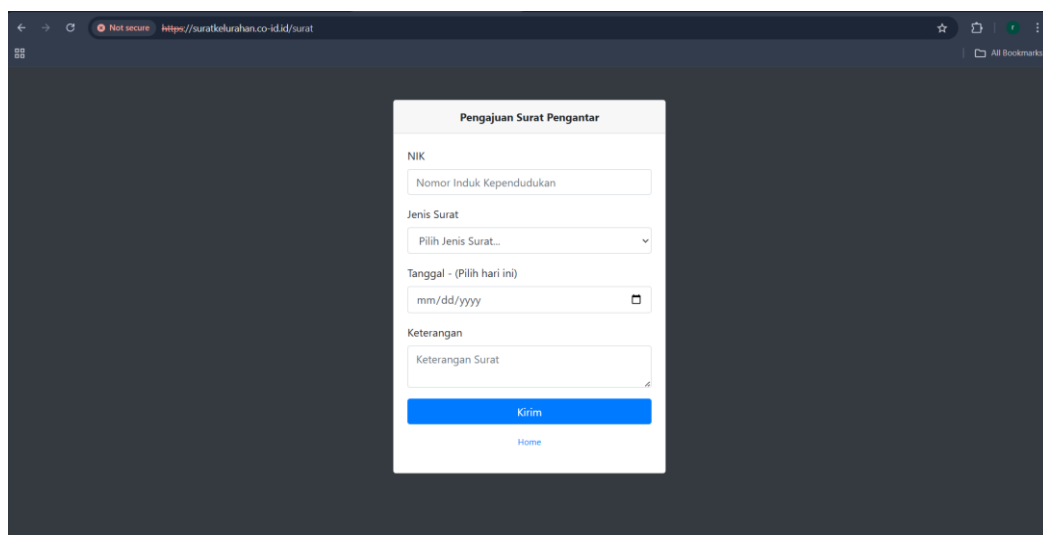 Not secure https://suratkelurahan.co-id.id/surat
All Bookmarks
Pengajuan Surat Pengantar
NIK
Nomor Induk Kependudukan
Jenis Surat
Pilih Jenis Surat...
Tanggal - (Pilih hari ini)
mm/dd/yyyy
Keterangan
Keterangan Surat
Kirim
Home